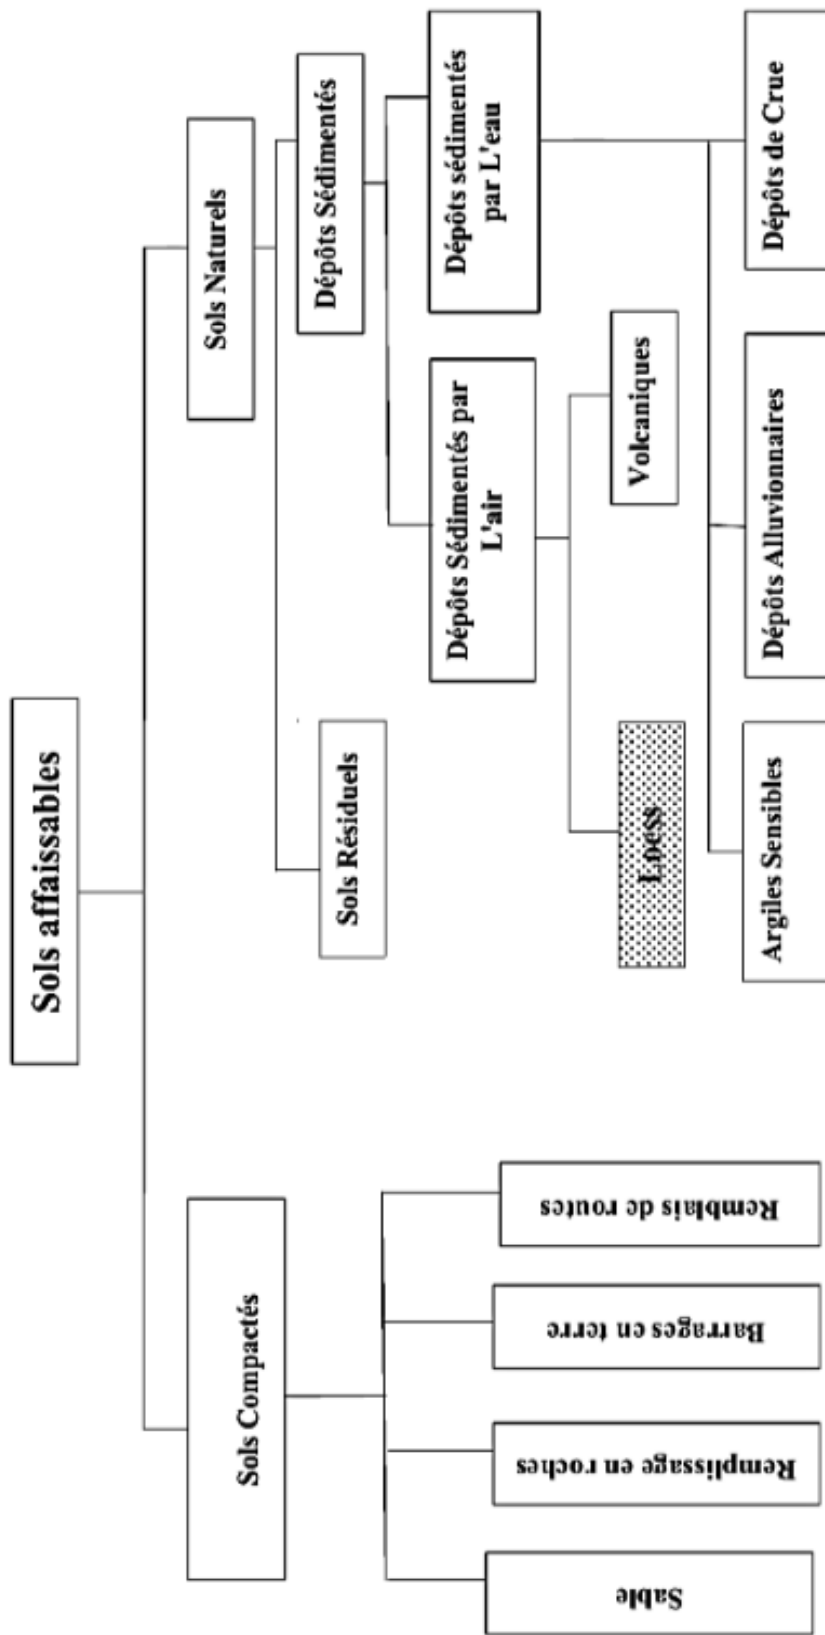 Sols affaissables
Sols Compactés
Sols Naturels
Sols Résiduels
Dépôts Sédimentés
Dépôts Sédimentés par
L'air
Dépôts sédimentés
par L'eau
Sable
Remplissage en roches
Barrages en terre
Remblais de routes
Loess
Volcaniques
Argiles Sensibles
Dépôts Alluvionnaires
Dépôts de Crue